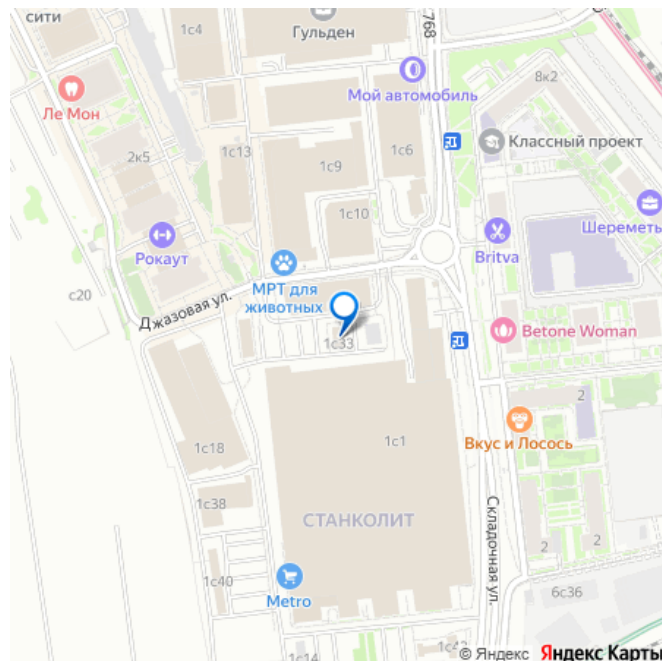 сити
1с4
Гульден
768
Мой автомобиль
8к2
Ле Мон
2к5
1с13
1с9
1с6
Классный проект
1с10
Шереметь
Рокаут
Britva
МРТ для
животных
с20
Джазовая ул.
1с33
Betone Woman
2
1с1
Вкус и Лосось
1с18
1с38
СТАНКОЛИТ
Складочная ул.
2
2
1с40
Metro
6с36
1с14
© Яндекс Яндекс Карты